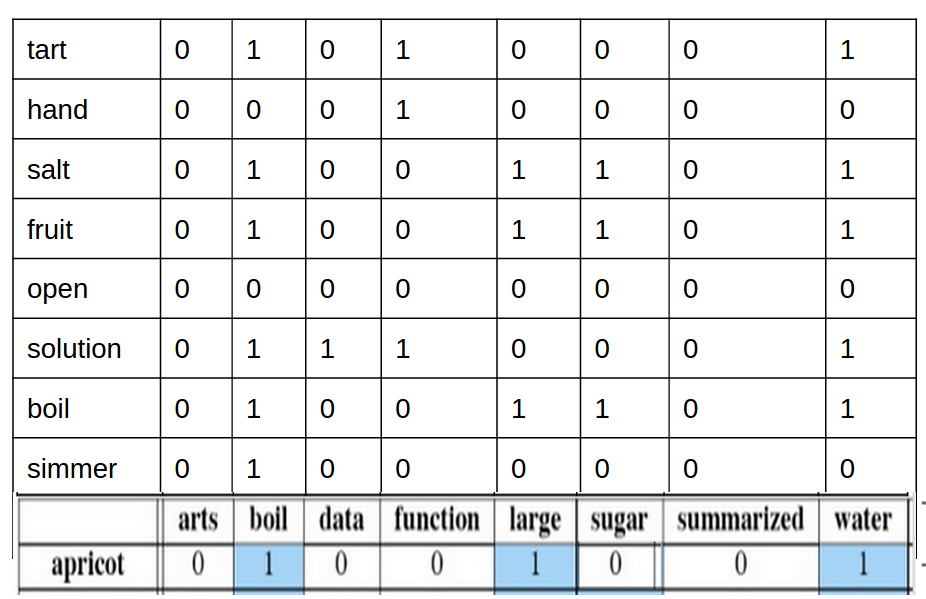 tart 0 1 0 1 0 0 0 1
hand 0 0 0 1 0 0 0 0
salt 0 1 0 0 1 1 0 1
fruit 0 1 0 0 1 1 0 1
open 0 0 0 0 0 0 0 0
solution 0 1 1 1 0 0 0 1
boil 0 1 0 0 1 1 0 1
simmer 0 1 0 0 0 0 0 0
arts boil data function large sugar summarized water
apricot 0 1 0 0 1 0 0 1